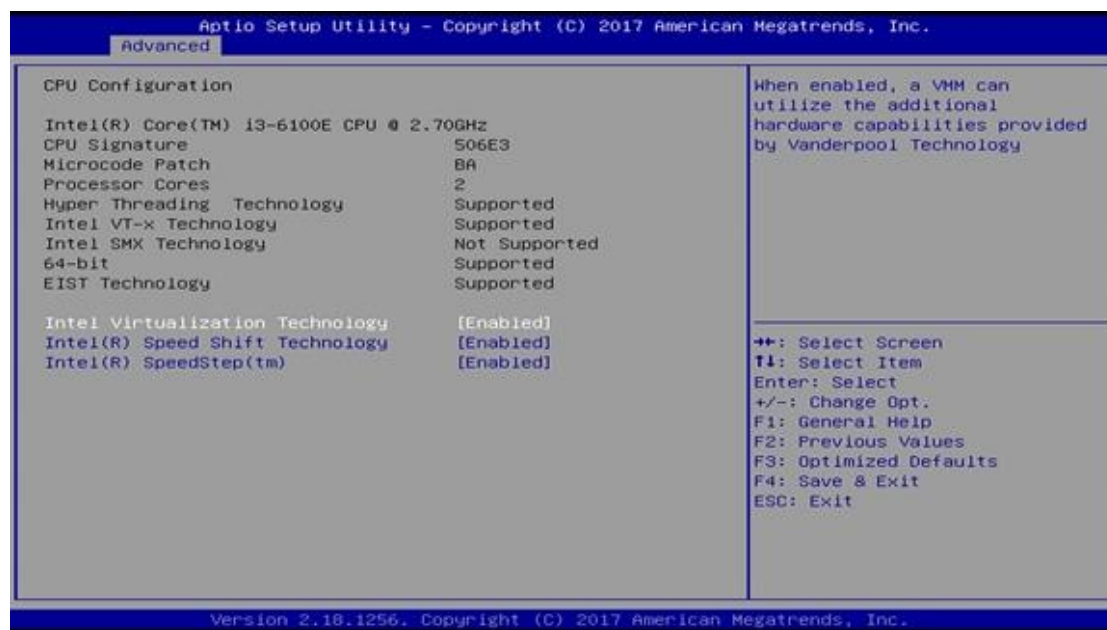 Aptio Setup Utility – Copyright (C) 2017 American Megatrends, Inc.
Advanced
CPU Configuration
Intel(R) Core(TM) i3-6100E CPU @ 2.70GHz
CPU Signature 506E3
Microcode Patch BA
Processor Cores 2
Hyper Threading Technology Supported
Intel VT-x Technology Supported
Intel SMX Technology Not Supported
64-bit Supported
EIST Technology Supported
Intel Virtualization Technology [Enabled]
Intel(R) Speed Shift Technology [Enabled]
Intel(R) SpeedStep(tm) [Enabled]
When enabled, a VMM can
utilize the additional
hardware capabilities provided
by Vanderpool Technology
→←: Select Screen
↑↓: Select Item
Enter: Select
+/-: Change Opt.
F1: General Help
F2: Previous Values
F3: Optimized Defaults
F4: Save & Exit
ESC: Exit
Version 2.18.1256. Copyright (C) 2017 American Megatrends, Inc.